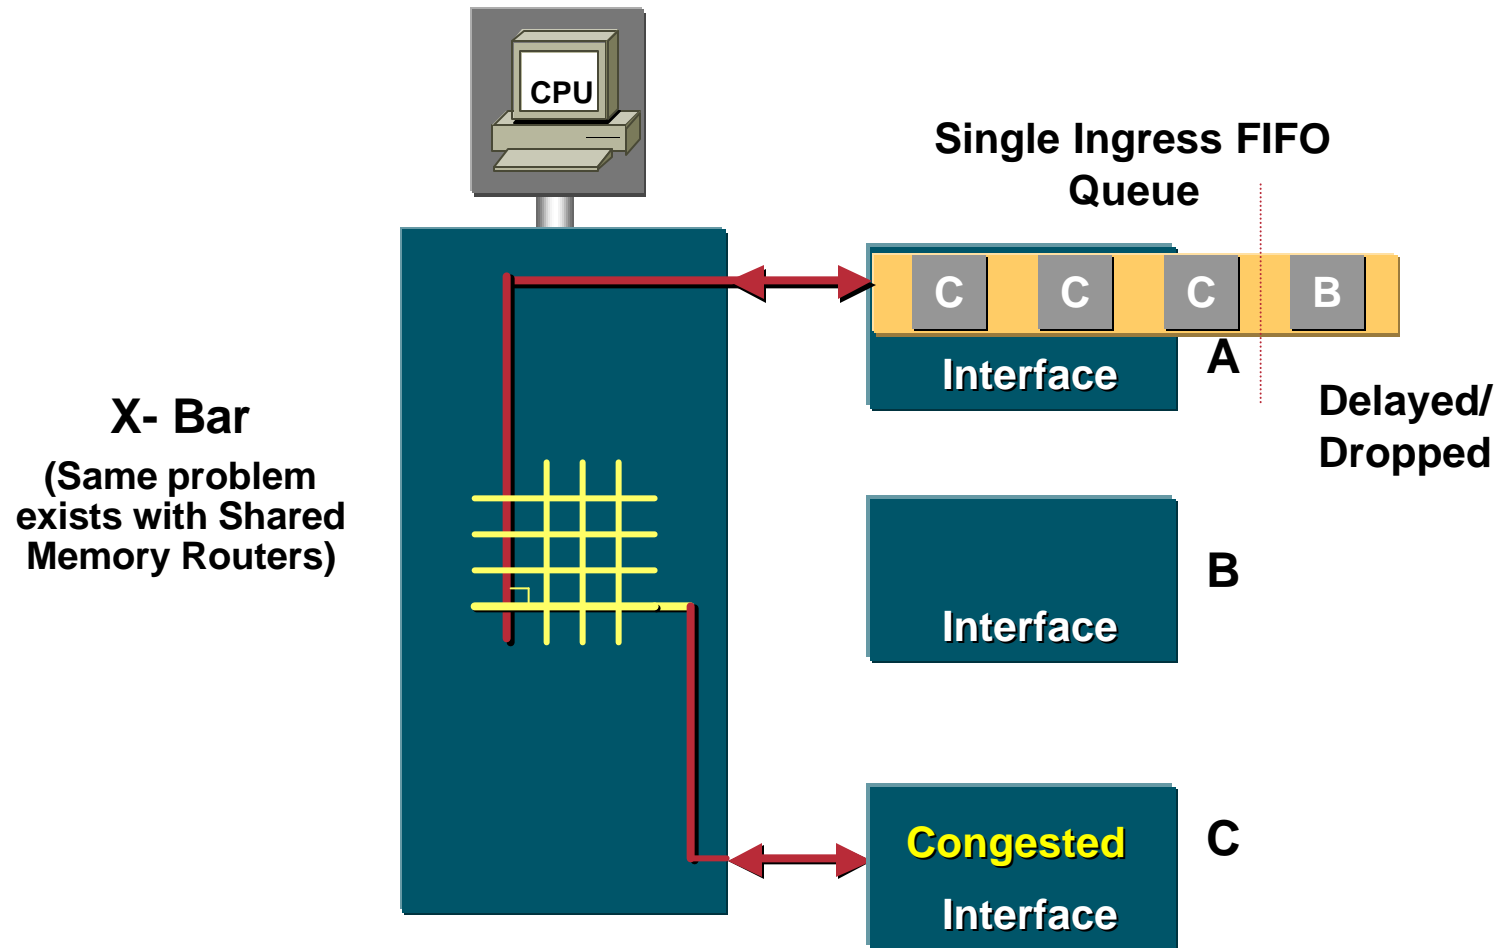 CPU
Single Ingress FIFO
Queue
C C C B
Interface
A
Delayed/
Dropped
X- Bar
(Same problem
exists with Shared
Memory Routers)
B
Interface
Congested
C
Interface